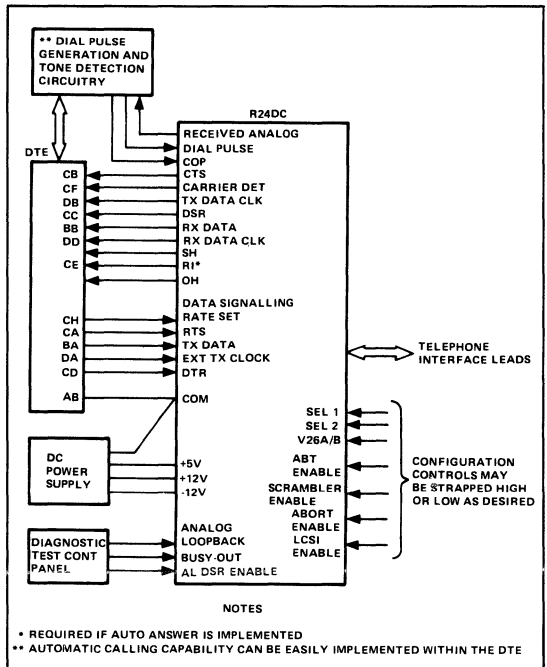 ** DIAL PULSE
GENERATION AND
TONE DETECTION
CIRCUITRY
R24DC
DTE
RECEIVED ANALOG
DIAL PULSE
COP
CB CTS
CF CARRIER DET
DB TX DATA CLK
CC DSR
BB RX DATA
DD RX DATA CLK
SH
CE RI*
OH
DATA SIGNALLING
CH RATE SET
CA RTS
BA TX DATA
DA EXT TX CLOCK
CD DTR
AB COM
TELEPHONE
INTERFACE LEADS
SEL 1
SEL 2
V26A/B
ABT
ENABLE
SCRAMBLER
ENABLE
ABORT
ENABLE
LCSI
ENABLE
CONFIGURATION
CONTROLS MAY
BE STRAPPED HIGH
OR LOW AS DESIRED
DC
POWER
SUPPLY
+5V
+12V
-12V
DIAGNOSTIC
TEST CONT
PANEL
ANALOG
LOOPBACK
BUSY-OUT
AL DSR ENABLE
NOTES
* REQUIRED IF AUTO ANSWER IS IMPLEMENTED
** AUTOMATIC CALLING CAPABILITY CAN BE EASILY IMPLEMENTED WITHIN THE DTE